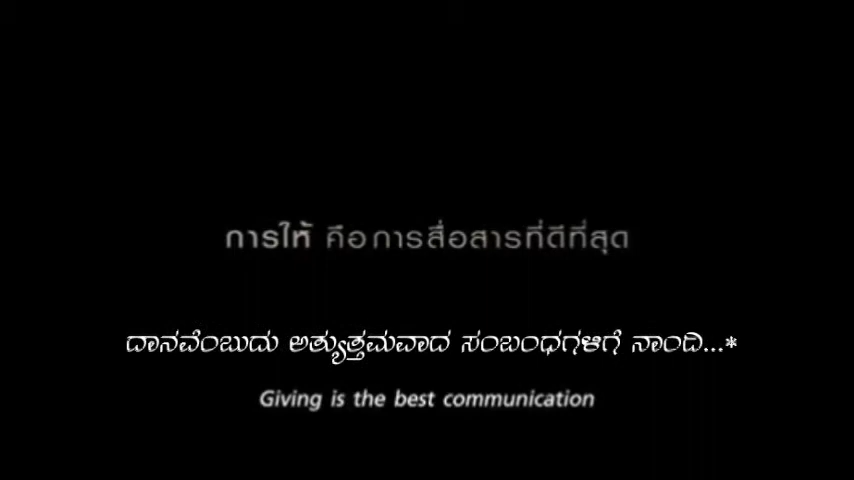 การให้ คือการสื่อสารที่ดีที่สุด
ದಾನವೆಂಬುದು ಅತ್ಯುತ್ತಮವಾದ ಸಂಬಂಧಗಳಿಗೆ ನಾಂದಿ...*
Giving is the best communication